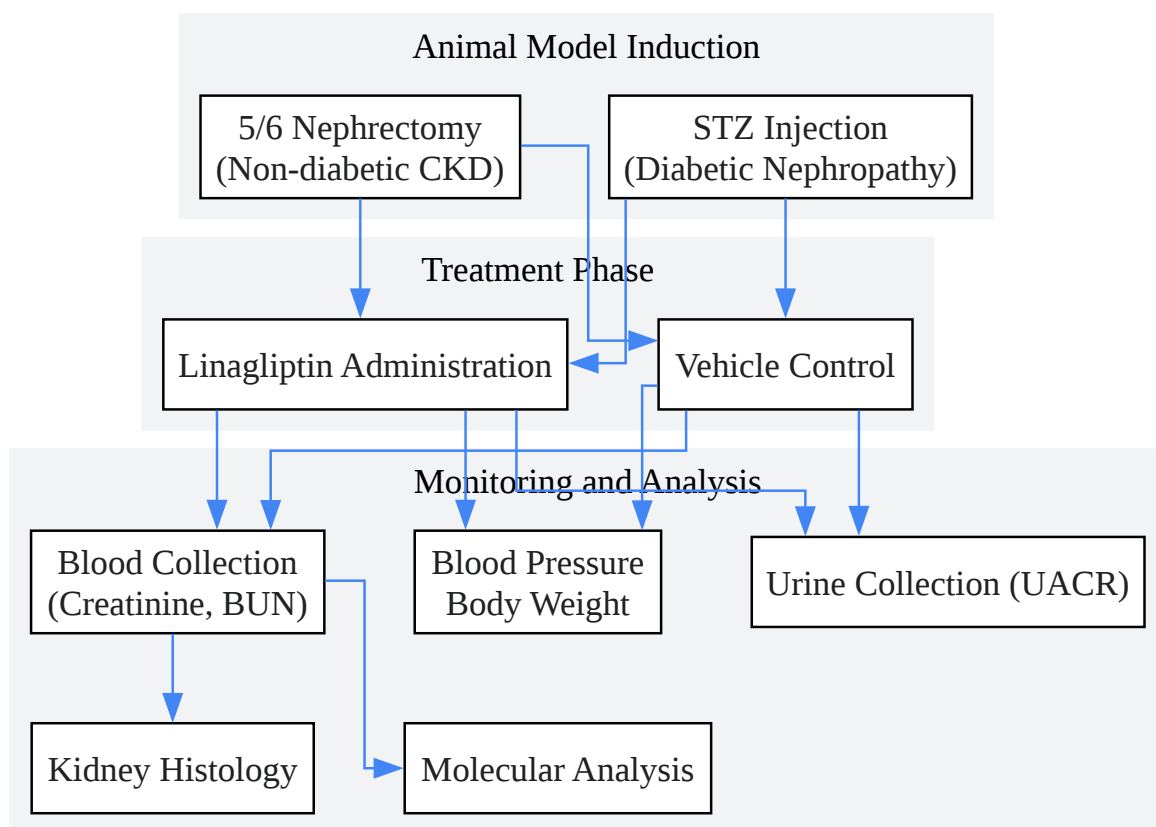 Animal Model Induction
5/6 Nephrectomy
(Non-diabetic CKD)
STZ Injection
(Diabetic Nephropathy)
Treatment Phase
Linagliptin Administration
Vehicle Control
Monitoring and Analysis
Blood Collection
(Creatinine, BUN)
Blood Pressure
Body Weight
Urine Collection (UACR)
Kidney Histology
Molecular Analysis